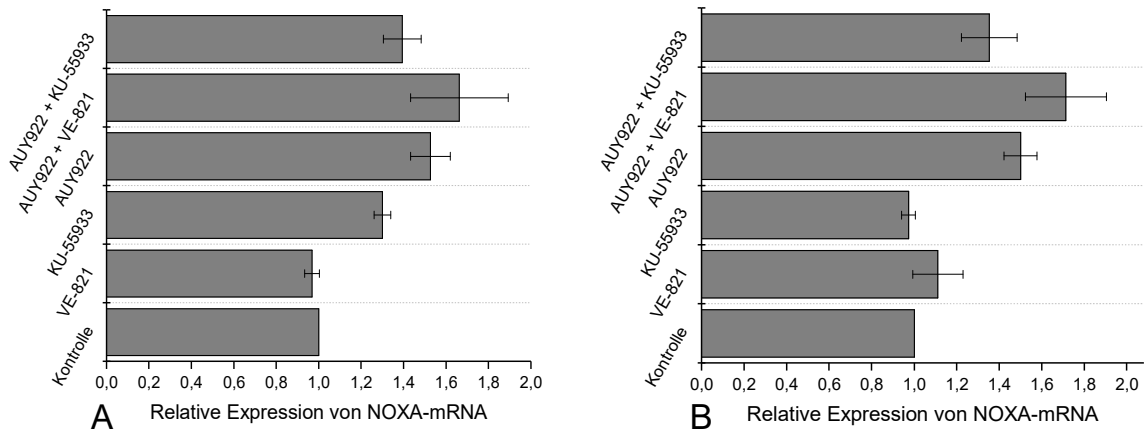 AUY922 + KU-55933
AUY922 + VE-821
AUY922
KU-55933
VE-821
Kontrolle
0,0 0,2 0,4 0,6 0,8 1,0 1,2 1,4 1,6 1,8 2,0
A
Relative Expression von NOXA-mRNA
AUY922 + KU-55933
AUY922 + VE-821
AUY922
KU-55933
VE-821
Kontrolle
0,0 0,2 0,4 0,6 0,8 1,0 1,2 1,4 1,6 1,8 2,0
B
Relative Expression von NOXA-mRNA